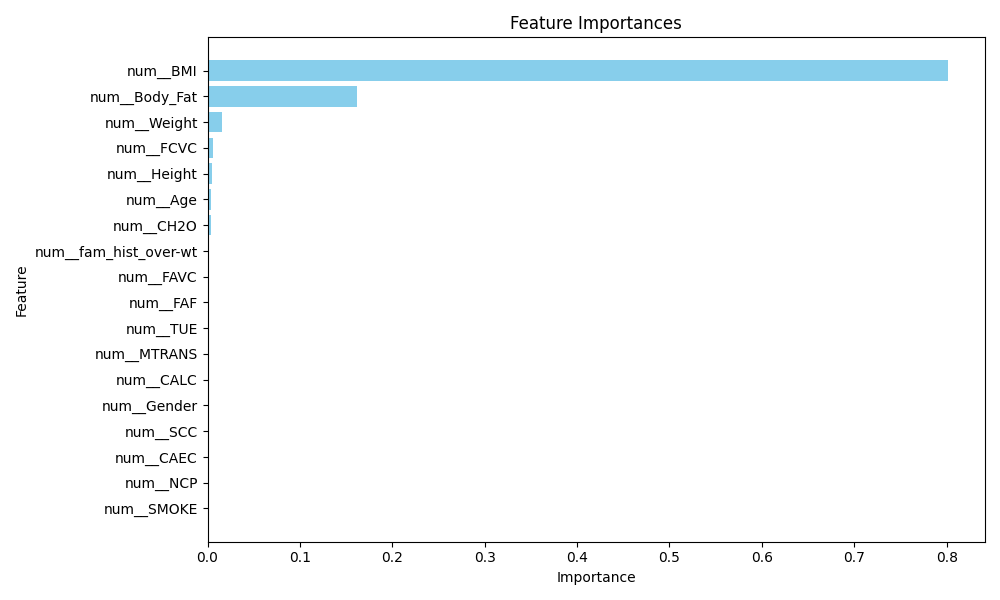 Feature Importances
num__BMI
num__Body_Fat
num__Weight
num__FCVC
num__Height
num__Age
num__CH2O
num__fam_hist_over-wt
num__FAVC
num__FAF
num__TUE
num__MTRANS
num__CALC
num__Gender
num__SCC
num__CAEC
num__NCP
num__SMOKE
Feature
0.0 0.1 0.2 0.3 0.4 0.5 0.6 0.7 0.8
Importance